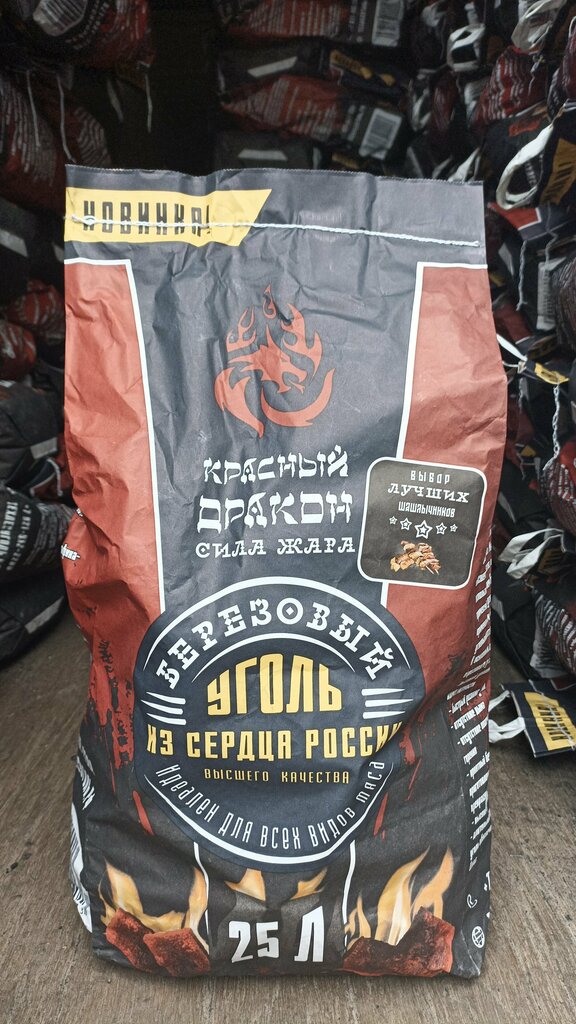 НОВИНКА!
КРАСНЫЙ
ДРАКОН
СИЛА ЖАРА
ВЫБОР
ЛУЧШИХ
ШАШЛЫЧНИКОВ
БЕРЕЗОВЫЙ
УГОЛЬ
ИЗ СЕРДЦА РОССИИ
ВЫСШЕГО КАЧЕСТВА
Идеален для всех видов мяса
25 Л